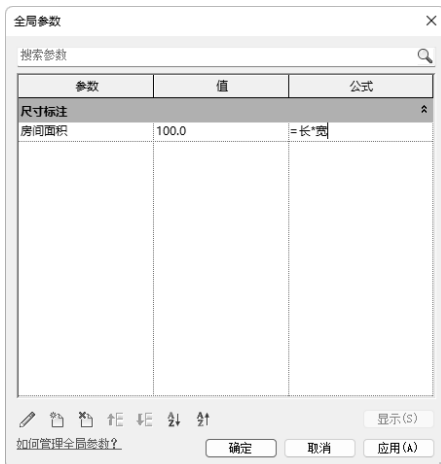 全局参数
搜索参数
参数 值 公式
尺寸标注
房间面积 100.0 =长*宽
显示(S)
如何管理全局参数?
确定 取消 应用(A)